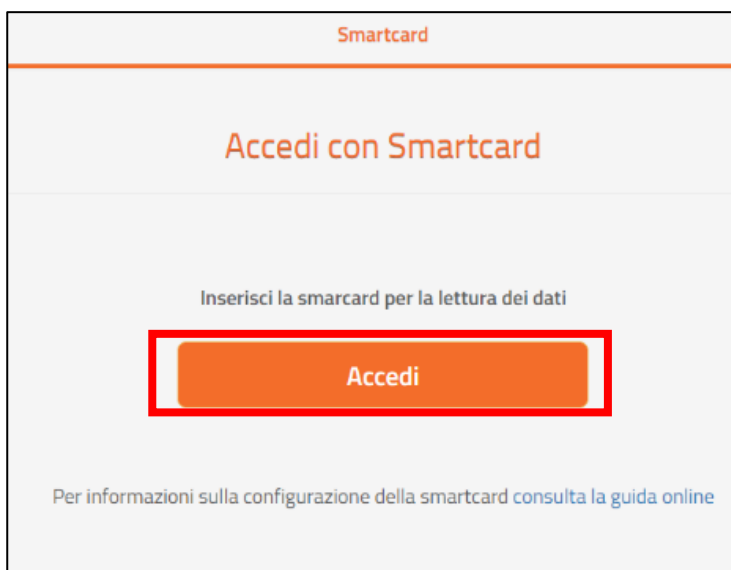 Smartcard
Accedi con Smartcard
Inserisci la smarcard per la lettura dei dati
Accedi
Per informazioni sulla configurazione della smartcard consulta la guida online